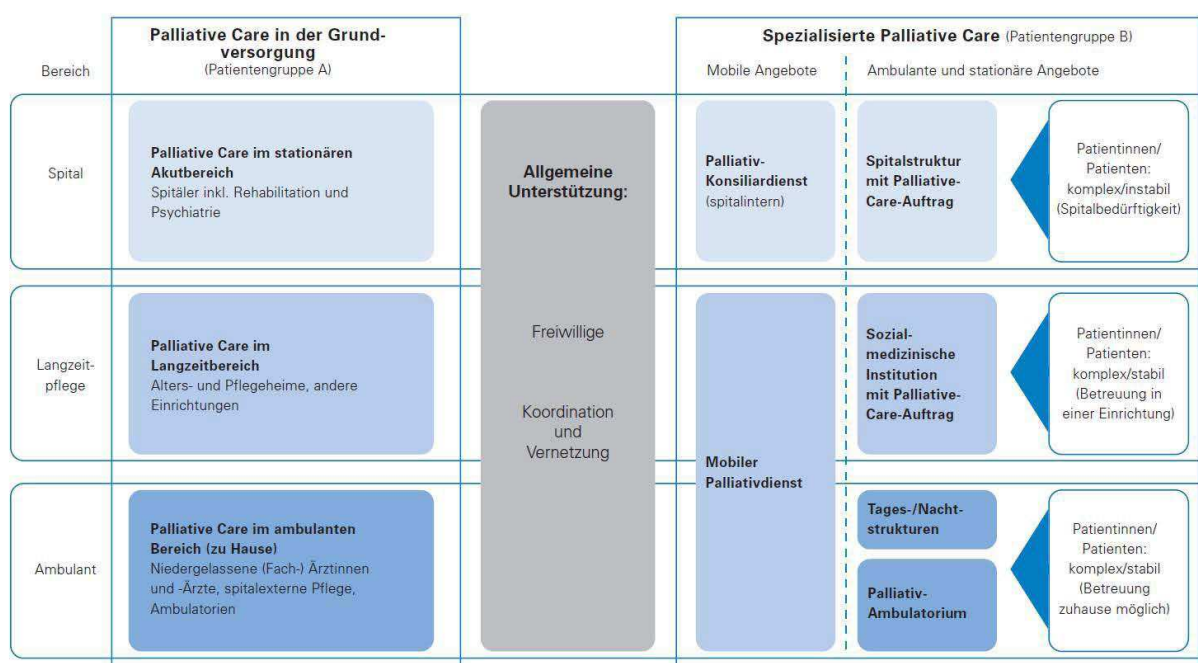 Palliative Care in der Grund-
versorgung
(Patientengruppe A)
Spezialisierte Palliative Care (Patientengruppe B)
Bereich
Mobile Angebote
Ambulante und stationäre Angebote
Spital
Palliative Care im stationären
Akutbereich
Spitäler inkl. Rehabilitation und
Psychiatrie
Allgemeine
Unterstützung:
Freiwillige
Koordination
und
Vernetzung
Palliativ-
Konsiliardienst
(spitalintern)
Spitalstruktur
mit Palliative-
Care-Auftrag
Patientinnen/
Patienten:
komplex/instabil
(Spitalbedürftigkeit)
Langzeit-
pflege
Palliative Care im
Langzeitbereich
Alters- und Pflegeheime, andere
Einrichtungen
Mobiler
Palliativdienst
Sozial-
medizinische
Institution
mit Palliative-
Care-Auftrag
Patientinnen/
Patienten:
komplex/stabil
(Betreuung in
einer Einrichtung)
Ambulant
Palliative Care im ambulanten
Bereich (zu Hause)
Niedergelassene (Fach-) Ärztinnen
und -Ärzte, spitalexterne Pflege,
Ambulatorien
Tages-/Nacht-
strukturen
Palliativ-
Ambulatorium
Patientinnen/
Patienten:
komplex/stabil
(Betreuung
zuhause möglich)